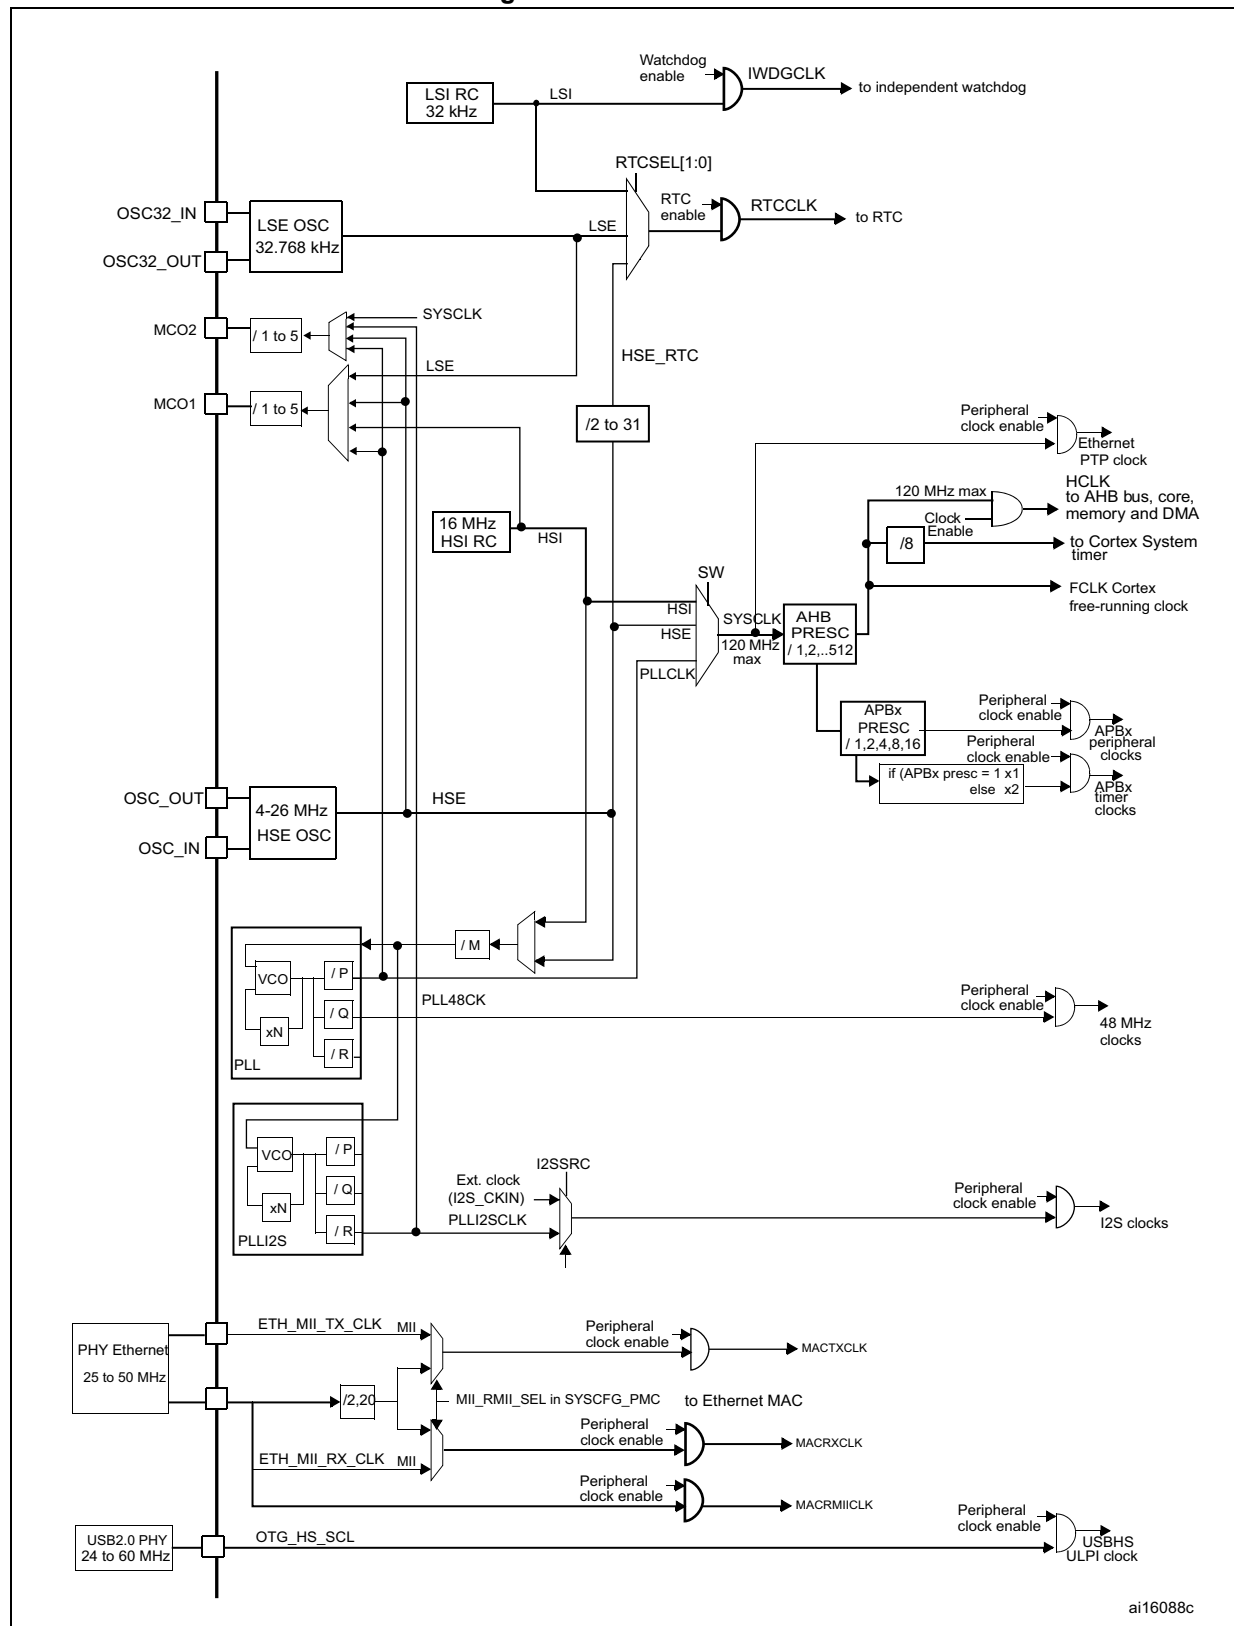 g
Watchdog
enable
IWDGCLK
to independent watchdog
LSI RC
32 kHz
LSI
RTCSEL[1:0]
OSC32_IN
LSE OSC
32.768 kHz
OSC32_OUT
LSE
RTC
enable
RTCCLK
to RTC
MCO2
/ 1 to 5
SYSCLK
HSE_RTC
LSE
MCO1
/ 1 to 5
/2 to 31
Peripheral
clock enable
Ethernet
PTP clock
16 MHz
HSI RC
HSI
120 MHz max
HCLK
to AHB bus, core,
memory and DMA
Clock
Enable
/8
to Cortex System
timer
FCLK Cortex
free-running clock
SW
HSI
HSE
PLLCLK
SYSCLK
120 MHz
max
AHB
PRESC
/ 1,2,..512
APBx
PRESC
/ 1,2,4,8,16
Peripheral
clock enable
APBx
peripheral
clocks
if (APBx presc = 1 x1
else x2
Peripheral
clock enable
APBx
timer
clocks
OSC_OUT
4-26 MHz
HSE OSC
HSE
OSC_IN
/ M
VCO
xN
/ P
/ Q
/ R
PLL
PLL48CK
Peripheral
clock enable
48 MHz
clocks
VCO
xN
/ P
/ Q
/ R
PLLI2S
I2SSRC
Ext. clock
(I2S_CKIN)
PLLI2SCLK
Peripheral
clock enable
I2S clocks
PHY Ethernet
25 to 50 MHz
ETH_MII_TX_CLK
MII
Peripheral
clock enable
MACTXCLK
/2,20
MII_RMII_SEL in SYSCFG_PMC
to Ethernet MAC
Peripheral
clock enable
MACRXCLK
ETH_MII_RX_CLK
MII
Peripheral
clock enable
MACRMIICLK
USB2.0 PHY
24 to 60 MHz
OTG_HS_SCL
Peripheral
clock enable
USBHS
ULPI clock
ai16088c